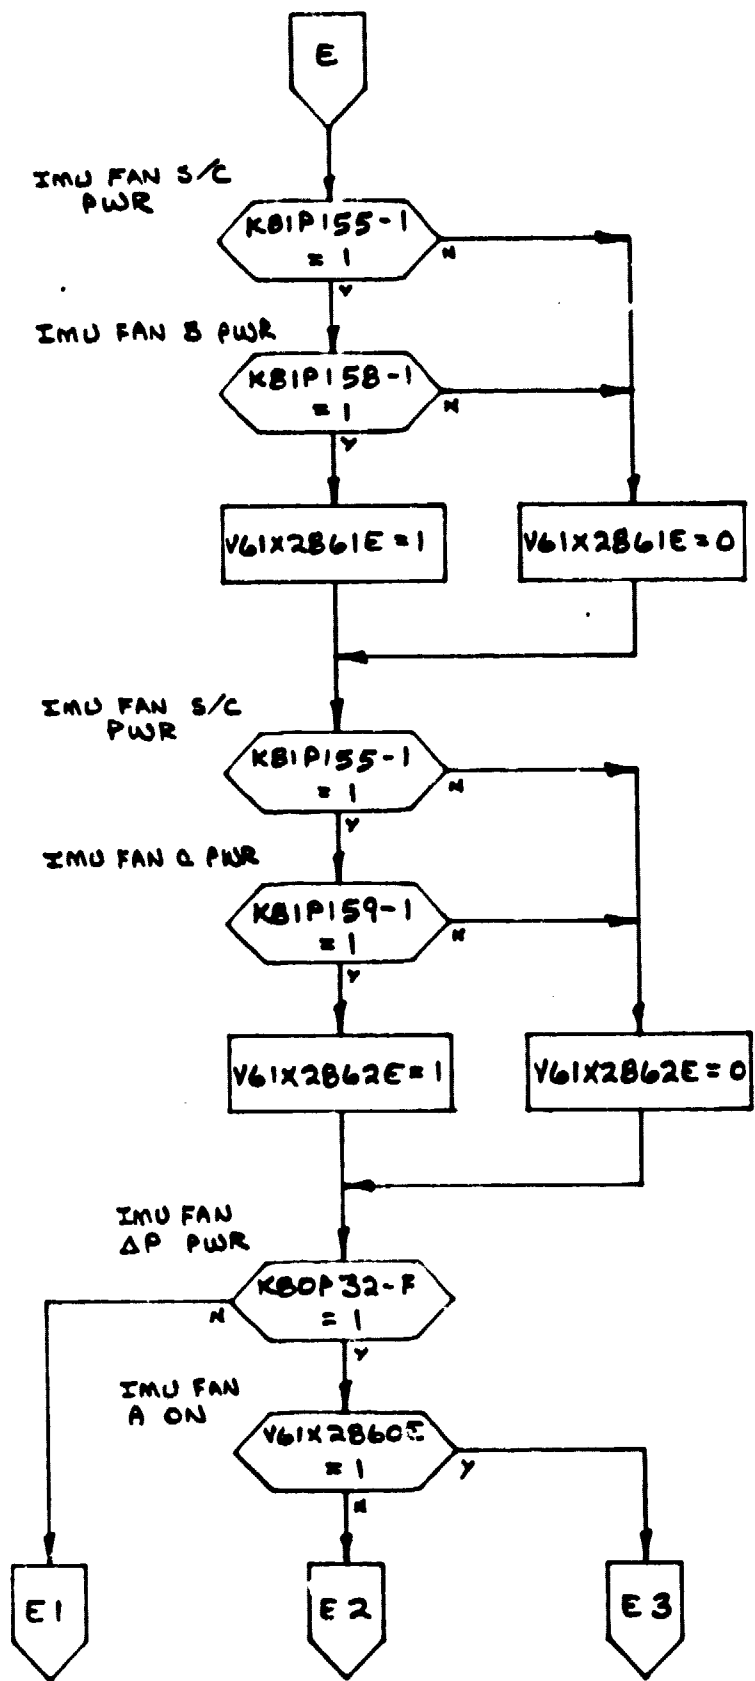 E
IMU FAN S/C
PWR
K81P155-1
= 1
N
Y
IMU FAN B PWR
K81P158-1
= 1
N
Y
V61X2861E = 1
V61X2861E = 0
IMU FAN S/C
PWR
K81P155-1
= 1
N
Y
IMU FAN C PWR
K81P159-1
= 1
N
Y
V61X2862E = 1
V61X2862E = 0
IMU FAN
ΔP PWR
K80P32-F
= 1
N
Y
IMU FAN
A ON
V61X2860E
= 1
Y
N
E1
E2
E3